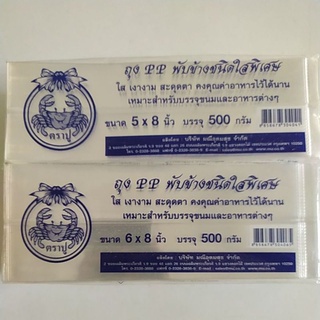 ถุง PP พับข้างชนิดใสพิเศษ
ใส เงางาม สะดุดตา คงคุณค่าอาหารไว้ได้นาน
เหมาะสำหรับบรรจุขนมและอาหารต่างๆ
ตราปู
ขนาด 5 x 8 นิ้ว บรรจุ 500 กรัม
ถุง PP พับข้างชนิดใสพิเศษ
ใส เงางาม สะดุดตา คงคุณค่าอาหารไว้ได้นาน
เหมาะสำหรับบรรจุขนมและอาหารต่างๆ
ตราปู
ขนาด 6 x 8 นิ้ว บรรจุ 500 กรัม